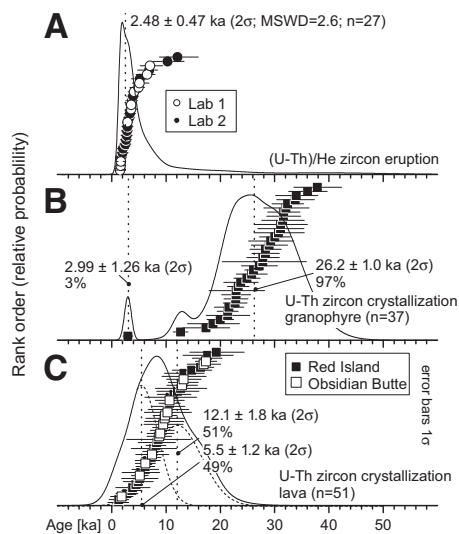 A
2.48 ± 0.47 ka (2σ; MSWD=2.6; n=27)
Lab 1
Lab 2
(U-Th)/He zircon eruption
Rank order (relative probablility)
B
2.99 ± 1.26 ka (2σ)
3%
26.2 ± 1.0 ka (2σ)
97%
U-Th zircon crystallization
granophyre (n=37)
C
Red Island
Obsidian Butte
error bars 1σ
12.1 ± 1.8 ka (2σ)
51%
5.5 ± 1.2 ka (2σ)
49%
U-Th zircon crystallization
lava (n=51)
Age [ka] 0 10 20 30 40 50